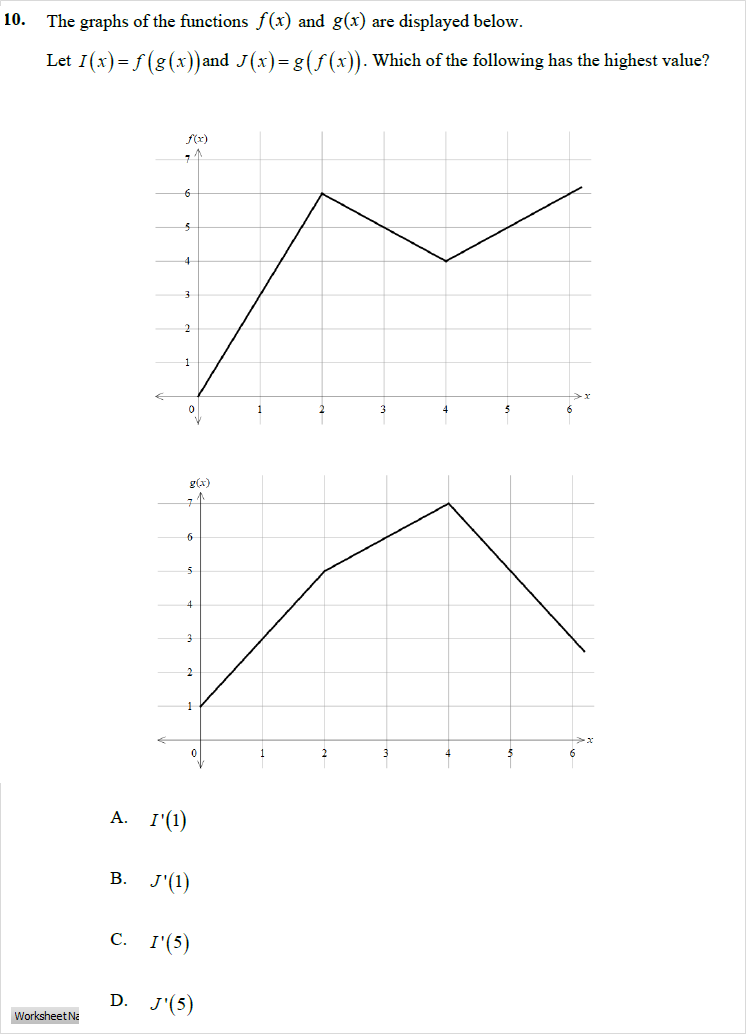 10. The graphs of the functions f(x) and g(x) are displayed below.
Let I(x)=f(g(x))and J(x)=g(f(x)). Which of the following has the highest value?
f(x)
7
6
5
4
3
2
1
0 1 2 3 4 5 6 x
g(x)
7
6
5
4
3
2
1
0 1 2 3 4 5 6 x
A. I'(1)
B. J'(1)
C. I'(5)
D. J'(5)
Worksheet Na